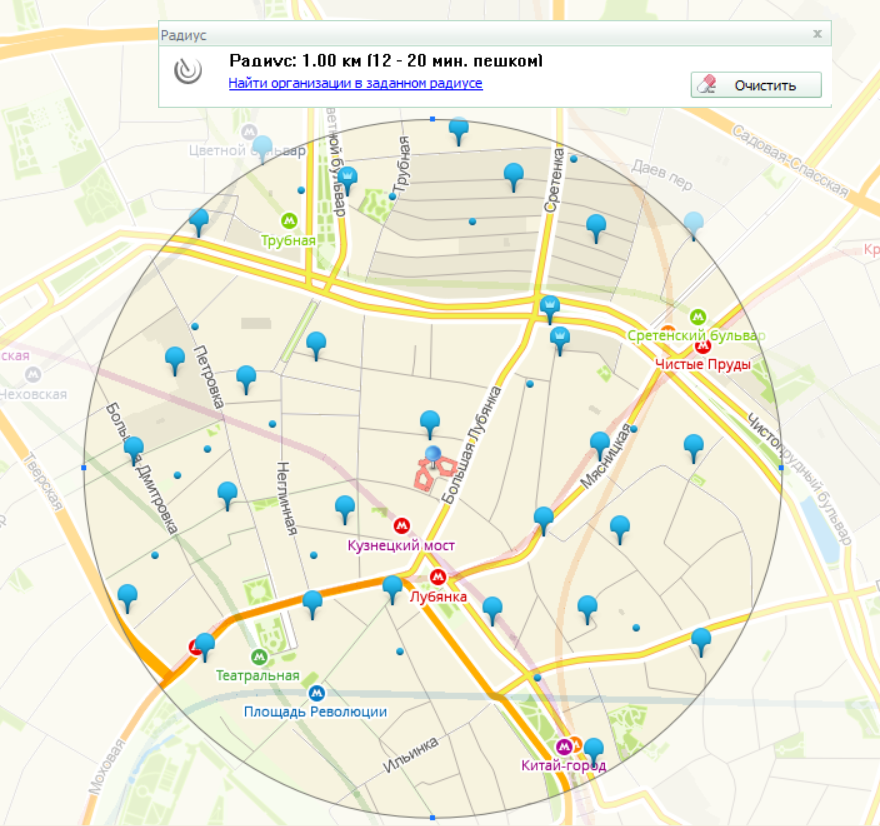 Радиус
x
Радиус: 1.00 км (12 - 20 мин. пешком)
Найти организации в заданном радиусе
Очистить
Цветной бульвар
Трубная
Сретенка
Даев пер
Садовая-Спасская
Трубная
Кр
Сретенский бульвар
Чистые Пруды
ская
Чеховская
Петровка
Большая Дмитровка
Большая Лубянка
Мясницкая
Чистопрудный бульвар
Тверская
Неглинная
Кузнецкий мост
Лубянка
Театральная
Площадь Революции
Ильинка
Китай-город
Моховая